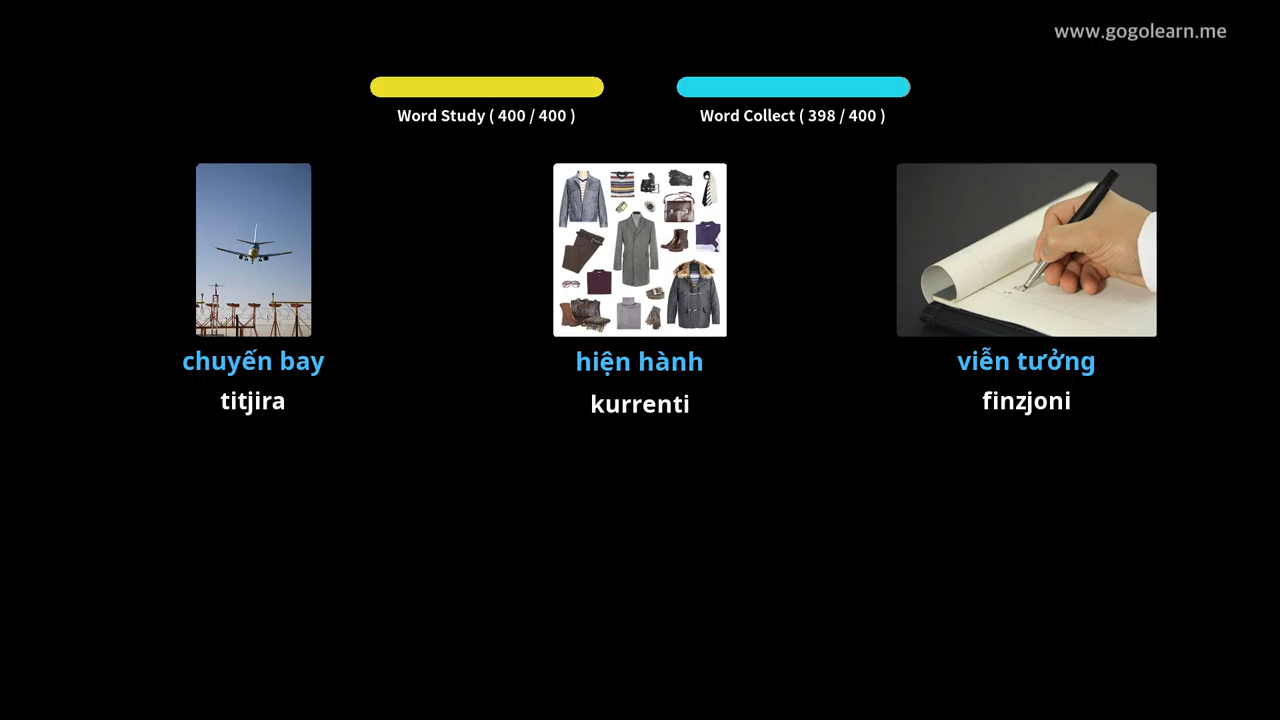 www.gogolearn.me
Word Study ( 400 / 400 )
Word Collect ( 398 / 400 )
chuyến bay
titjira
hiện hành
kurrenti
viễn tưởng
finzjoni